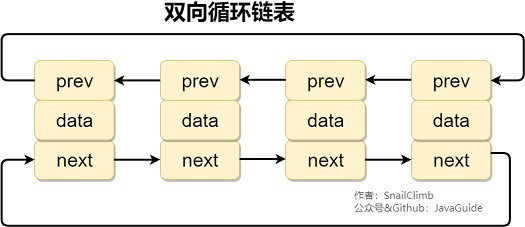 双向循环链表
prev prev prev prev
data data data data
next next next next
作者：SnailClimb
公众号&Github：JavaGuide